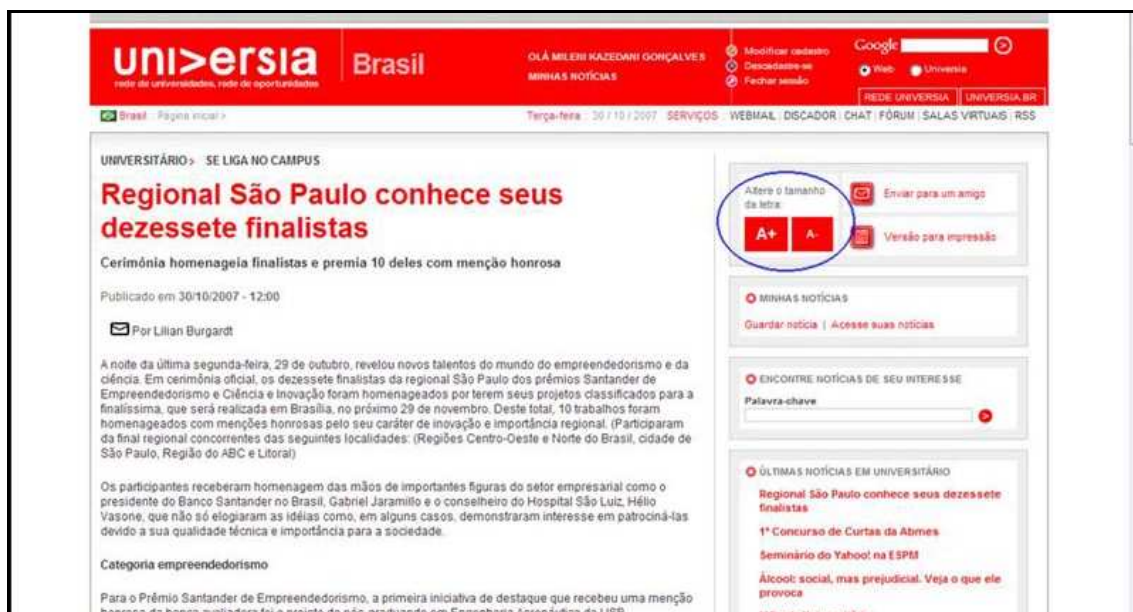 uni>ersia
rede de universidades, rede de oportunidades
Brasil
OLÁ MILENI KAZEDANI GONÇALVES
MINHAS NOTÍCIAS
Modificar cadastro
Descadastre-se
Fechar sessão
Google
Web Universia
REDE UNIVERSIA UNIVERSIA BR
Brasil Página inicial >
Terça-feira 30 / 10 / 2007 SERVIÇOS WEBMAIL DISCADOR CHAT FÓRUM SALAS VIRTUAIS RSS
UNIVERSITÁRIO> SE LIGA NO CAMPUS
Regional São Paulo conhece seus
dezessete finalistas
Cerimônia homenageia finalistas e premia 10 deles com menção honrosa
Publicado em 30/10/2007 - 12:00
Por Lilian Burgardt
A noite da última segunda-feira, 29 de outubro, revelou novos talentos do mundo do empreendedorismo e da
ciência. Em cerimônia oficial, os dezessete finalistas da regional São Paulo dos prêmios Santander de
Empreendedorismo e Ciência e Inovação foram homenageados por terem seus projetos classificados para a
finalíssima, que será realizada em Brasília, no próximo 29 de novembro. Deste total, 10 trabalhos foram
homenageados com menções honrosas pelo seu caráter de inovação e importância regional. (Participaram
da final regional concorrentes das seguintes localidades: (Regiões Centro-Oeste e Norte do Brasil, cidade de
São Paulo, Região do ABC e Litoral)
Os participantes receberam homenagem das mãos de importantes figuras do setor empresarial como o
presidente do Banco Santander no Brasil, Gabriel Jaramillo e o conselheiro do Hospital São Luiz, Hélio
Vasone, que não só elogiaram as idéias como, em alguns casos, demonstraram interesse em patrociná-las
devido a sua qualidade técnica e importância para a sociedade.
Categoria empreendedorismo
Para o Prêmio Santander de Empreendedorismo, a primeira iniciativa de destaque que recebeu uma menção
Altere o tamanho
da letra:
A+ A-
Enviar para um amigo
Versão para impressão
MINHAS NOTÍCIAS
Guardar notícia | Acesse suas notícias
ENCONTRE NOTÍCIAS DE SEU INTERESSE
Palavra-chave
ÚLTIMAS NOTÍCIAS EM UNIVERSITÁRIO
Regional São Paulo conhece seus dezessete
finalistas
1º Concurso de Curtas da Abmes
Seminário do Yahoo! na ESPM
Álcool: social, mas prejudicial. Veja o que ele
provoca